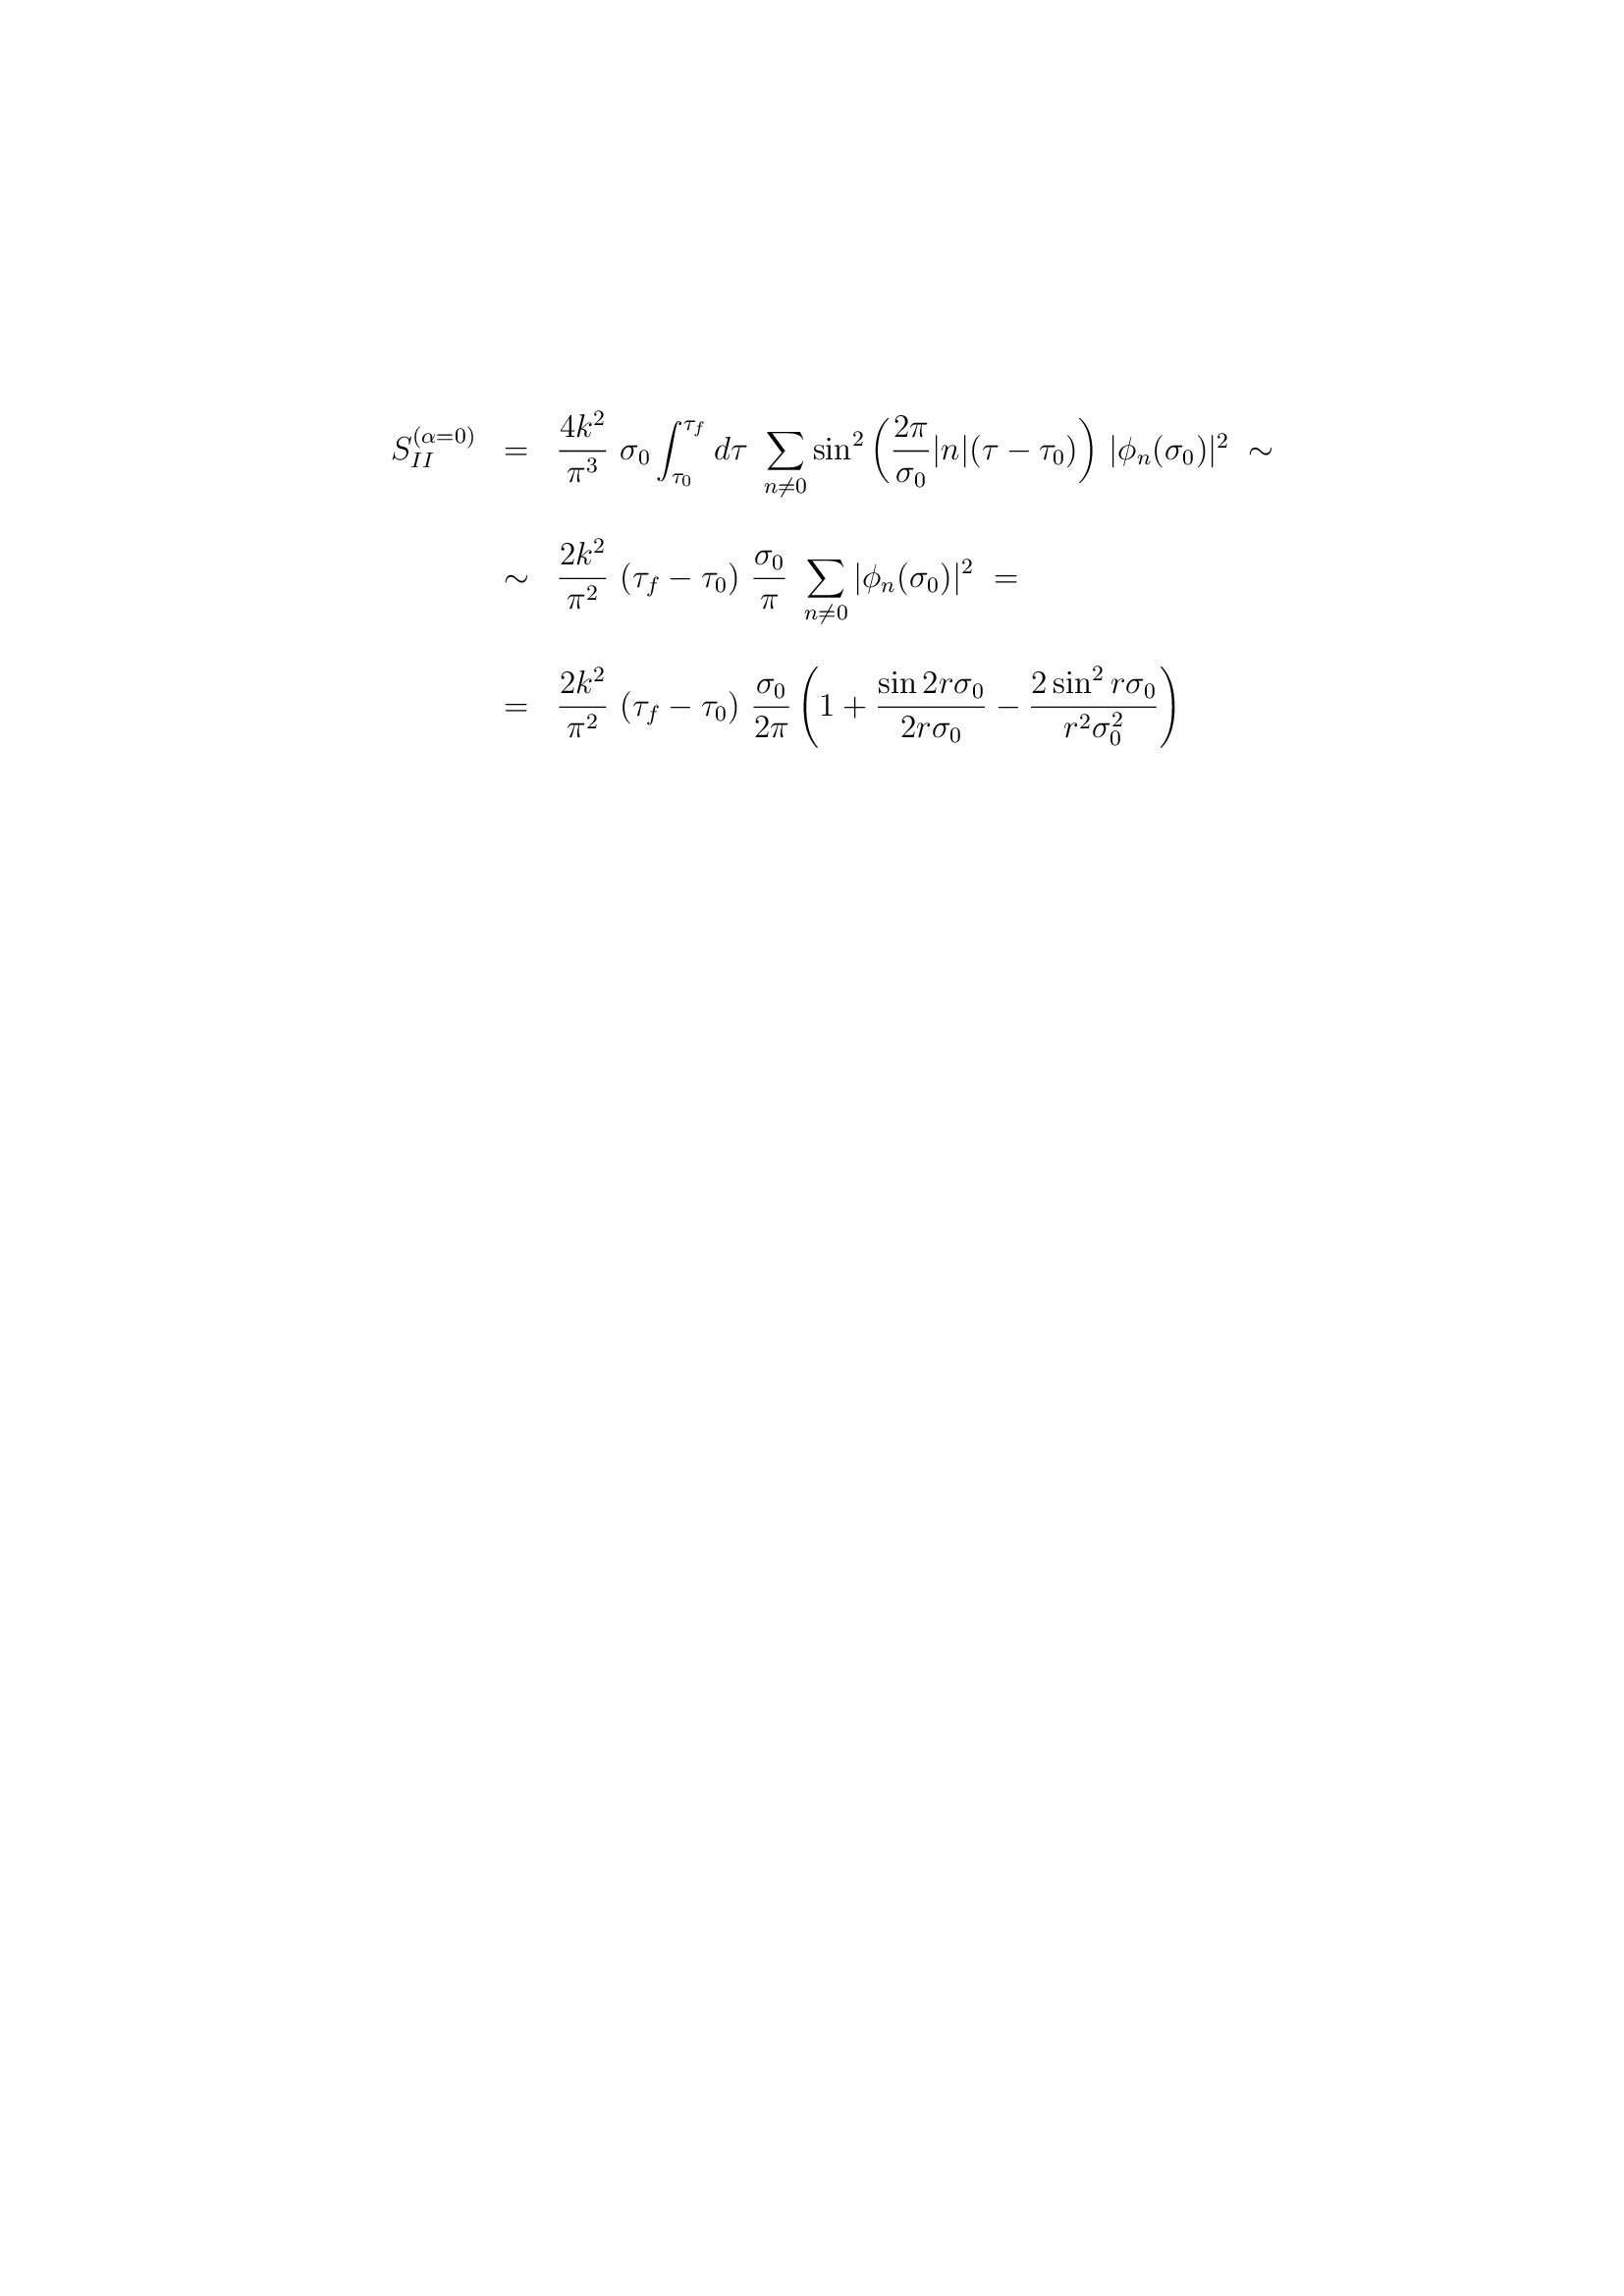 $S_{II}^{(\alpha=0)} = \frac{4k^2}{\pi^3} \ \sigma_0 \int_{\tau_0}^{\tau_f} d\tau \ \sum_{n\neq 0} \sin^2 \left( \frac{2\pi}{\sigma_0} |n| (\tau - \tau_0) \right) \ |\phi_n(\sigma_0)|^2 \ \sim$
$\sim \frac{2k^2}{\pi^2} \ (\tau_f - \tau_0) \ \frac{\sigma_0}{\pi} \ \sum_{n\neq 0} |\phi_n(\sigma_0)|^2 \ =$
$= \frac{2k^2}{\pi^2} \ (\tau_f - \tau_0) \ \frac{\sigma_0}{2\pi} \left( 1 + \frac{\sin 2r\sigma_0}{2r\sigma_0} - \frac{2\sin^2 r\sigma_0}{r^2\sigma_0^2} \right)$